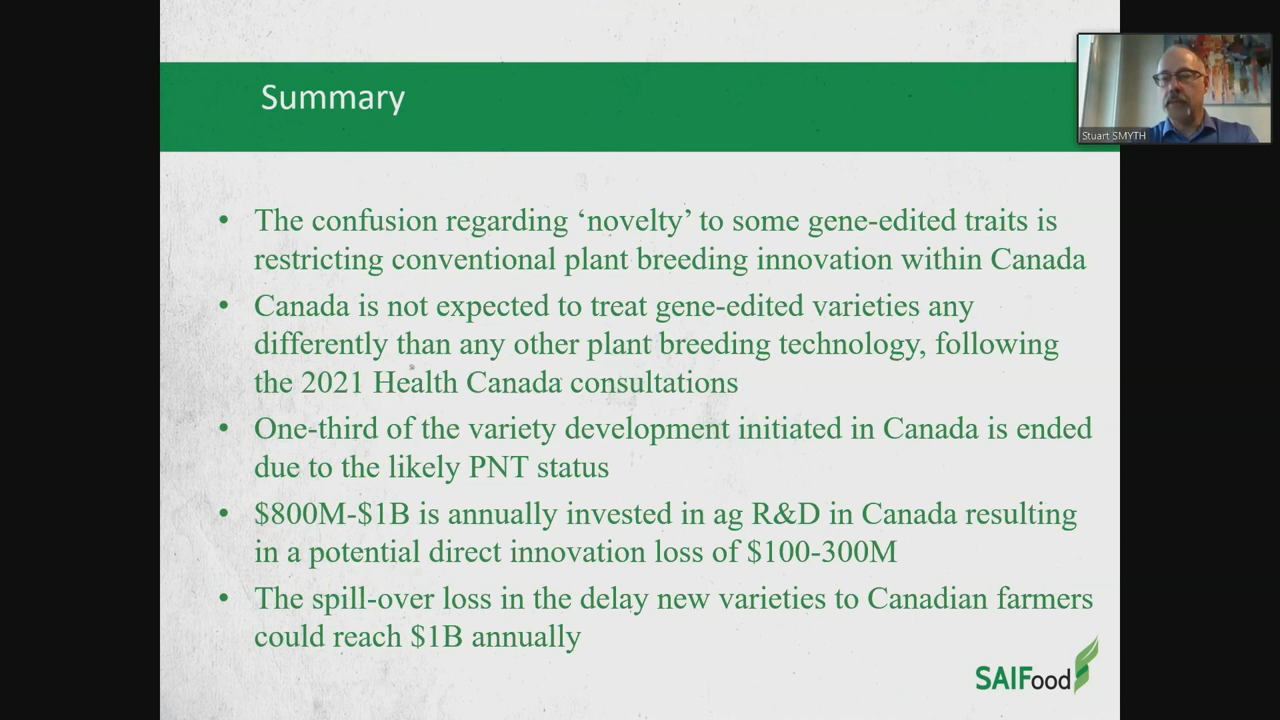 Summary
Stuart SMYTH
• The confusion regarding ‘novelty’ to some gene-edited traits is
restricting conventional plant breeding innovation within Canada
• Canada is not expected to treat gene-edited varieties any
differently than any other plant breeding technology, following
the 2021 Health Canada consultations
• One-third of the variety development initiated in Canada is ended
due to the likely PNT status
• $800M-$1B is annually invested in ag R&D in Canada resulting
in a potential direct innovation loss of $100-300M
• The spill-over loss in the delay new varieties to Canadian farmers
could reach $1B annually
SAIFood